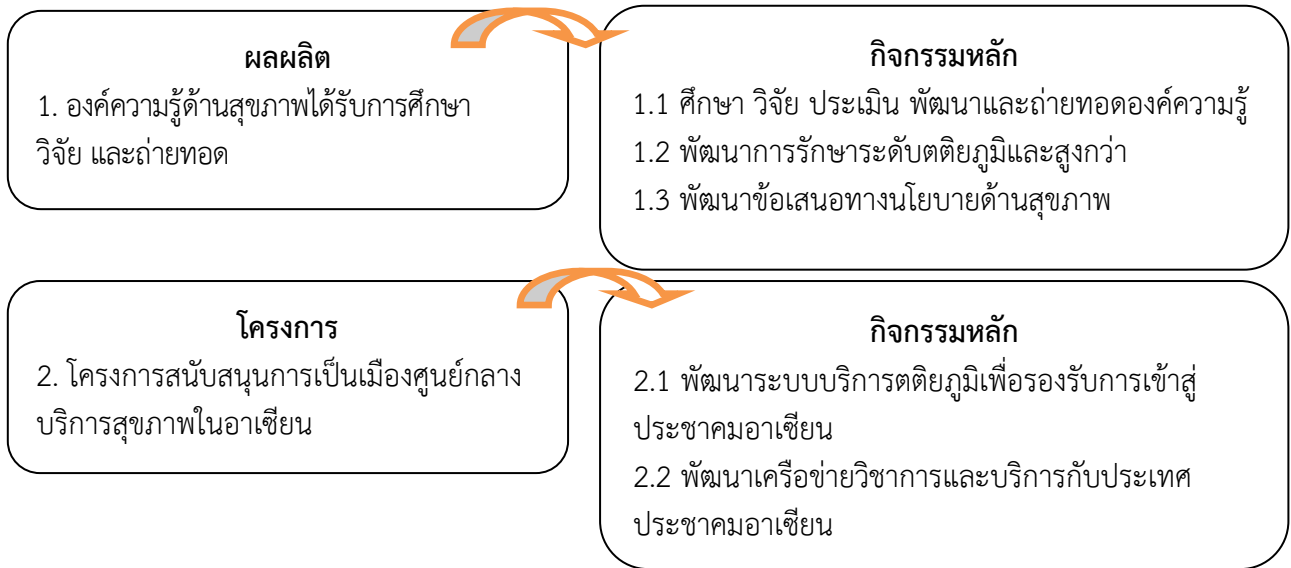 ผลผลิต
1. องค์ความรู้ด้านสุขภาพได้รับการศึกษา
วิจัย และถ่ายทอด
กิจกรรมหลัก
1.1 ศึกษา วิจัย ประเมิน พัฒนาและถ่ายทอดองค์ความรู้
1.2 พัฒนาการรักษาระดับตติยภูมิและสูงกว่า
1.3 พัฒนาข้อเสนอทางนโยบายด้านสุขภาพ
โครงการ
2. โครงการสนับสนุนการเป็นเมืองศูนย์กลาง
บริการสุขภาพในอาเซียน
กิจกรรมหลัก
2.1 พัฒนาระบบบริการตติยภูมิเพื่อรองรับการเข้าสู่
ประชาคมอาเซียน
2.2 พัฒนาเครือข่ายวิชาการและบริการกับประเทศ
ประชาคมอาเซียน